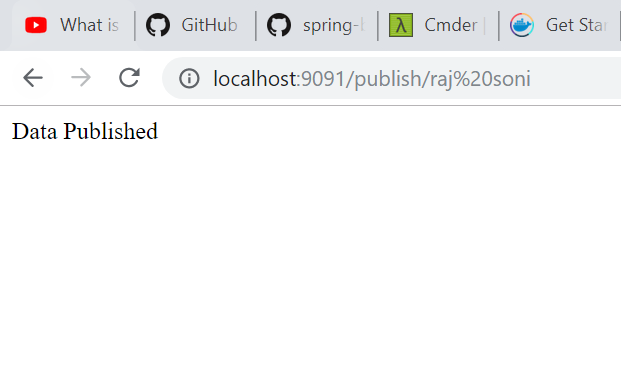 What is GitHub spring- Cmder Get Star
localhost:9091/publish/raj%20soni
Data Published